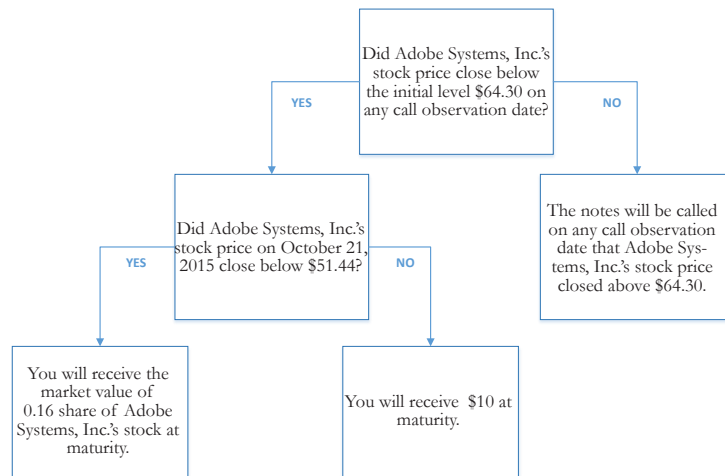 Did Adobe Systems, Inc.'s
stock price close below
the initial level $64.30 on
any call observation date?
YES
NO
Did Adobe Systems, Inc.'s
stock price on October 21,
2015 close below $51.44?
The notes will be called
on any call observation
date that Adobe Sys-
tems, Inc.'s stock price
closed above $64.30.
YES
NO
You will receive the
market value of
0.16 share of Adobe
Systems, Inc.'s stock at
maturity.
You will receive $10 at
maturity.